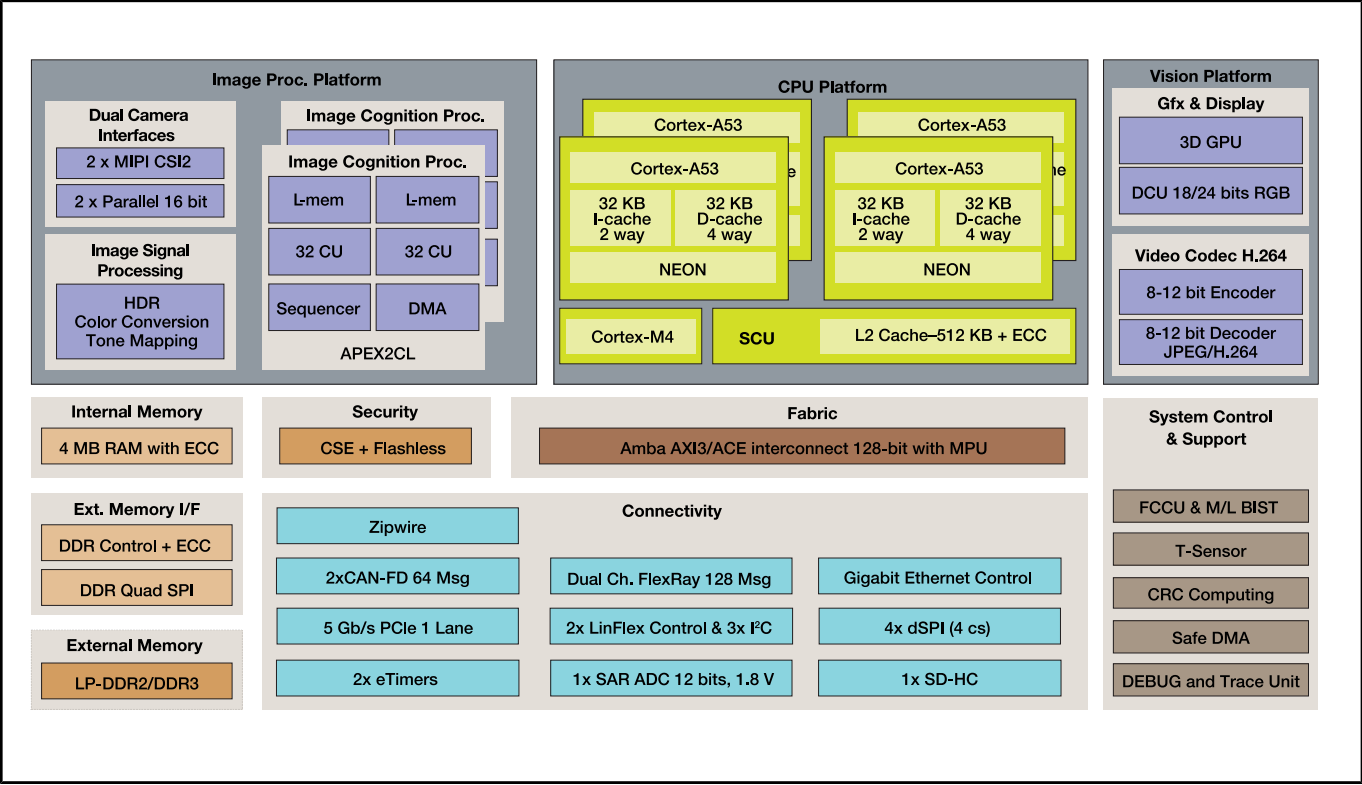 Image Proc. Platform
Dual Camera
Interfaces
2 x MIPI CSI2
2 x Parallel 16 bit
Image Signal
Processing
HDR
Color Conversion
Tone Mapping
Image Cognition Proc.
Image Cognition Proc.
L-mem
L-mem
32 CU
32 CU
Sequencer
DMA
APEX2CL
CPU Platform
Cortex-A53
Cortex-A53
32 KB
I-cache
2 way
32 KB
D-cache
4 way
e
NEON
Cortex-A53
Cortex-A53
32 KB
I-cache
2 way
32 KB
D-cache
4 way
he
NEON
Cortex-M4
SCU
L2 Cache–512 KB + ECC
Vision Platform
Gfx & Display
3D GPU
DCU 18/24 bits RGB
Video Codec H.264
8-12 bit Encoder
8-12 bit Decoder
JPEG/H.264
Internal Memory
4 MB RAM with ECC
Security
CSE + Flashless
Fabric
Amba AXI3/ACE interconnect 128-bit with MPU
Ext. Memory I/F
DDR Control + ECC
DDR Quad SPI
External Memory
LP-DDR2/DDR3
Connectivity
Zipwire
2xCAN-FD 64 Msg
Dual Ch. FlexRay 128 Msg
Gigabit Ethernet Control
5 Gb/s PCIe 1 Lane
2x LinFlex Control & 3x I²C
4x dSPI (4 cs)
2x eTimers
1x SAR ADC 12 bits, 1.8 V
1x SD-HC
System Control
& Support
FCCU & M/L BIST
T-Sensor
CRC Computing
Safe DMA
DEBUG and Trace Unit